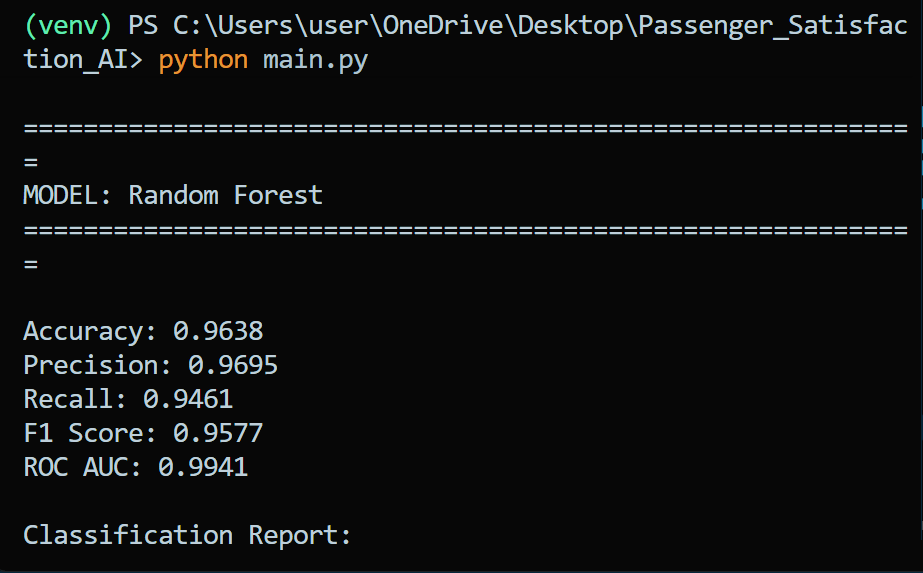 (venv) PS C:\Users\user\OneDrive\Desktop\Passenger_Satisfac
tion_AI> python main.py
===========================================================
=
MODEL: Random Forest
===========================================================
=
Accuracy: 0.9638
Precision: 0.9695
Recall: 0.9461
F1 Score: 0.9577
ROC AUC: 0.9941
Classification Report: